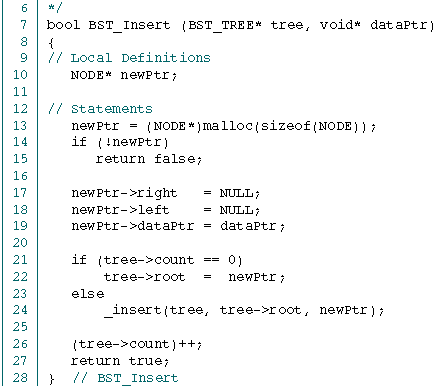 6 */
7 bool BST_Insert (BST_TREE* tree, void* dataPtr)
8 {
9 // Local Definitions
10 NODE* newPtr;
11
12 // Statements
13 newPtr = (NODE*)malloc(sizeof(NODE));
14 if (!newPtr)
15 return false;
16
17 newPtr->right = NULL;
18 newPtr->left = NULL;
19 newPtr->dataPtr = dataPtr;
20
21 if (tree->count == 0)
22 tree->root = newPtr;
23 else
24 _insert(tree, tree->root, newPtr);
25
26 (tree->count)++;
27 return true;
28 } // BST_Insert